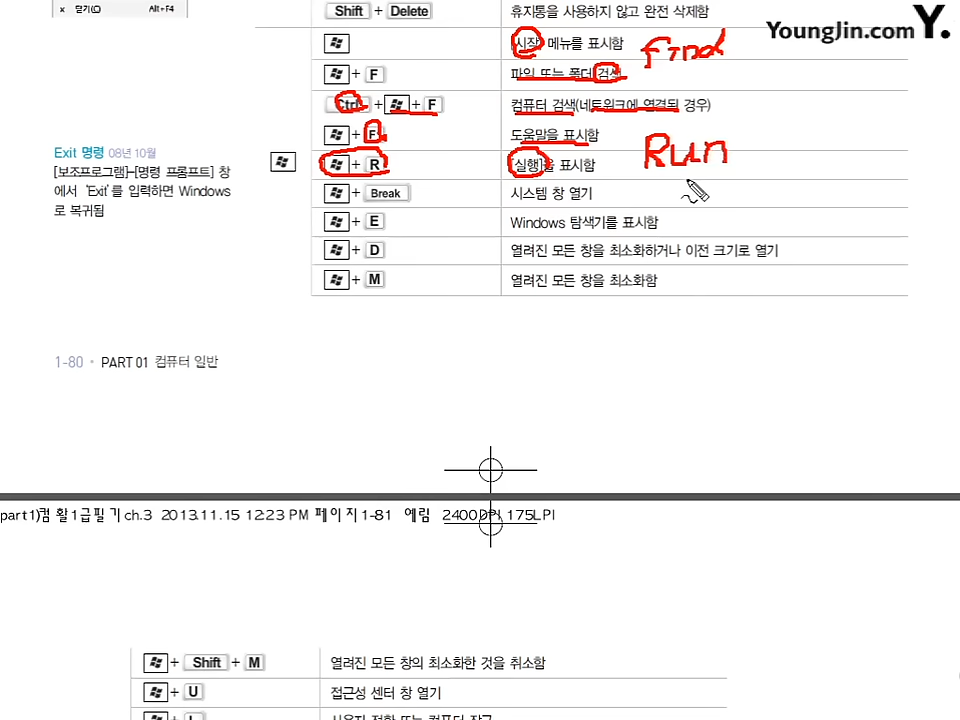 x 닫기(C) Alt+F4
Shift + Delete 휴지통을 사용하지 않고 완전 삭제함
YoungJin.com Y.
[시작] 메뉴를 표시함
Find
+ F 파일 또는 폴더 검색
Ctrl + + F 컴퓨터 검색(네트워크에 연결된 경우)
+ F1 도움말을 표시함
Exit 명령 08년 10월
[보조프로그램]-[명령 프롬프트] 창
에서 'Exit'를 입력하면 Windows
로 복귀됨
+ R [실행]을 표시함
Run
+ Break 시스템 창 열기
+ E Windows 탐색기를 표시함
+ D 열려진 모든 창을 최소화하거나 이전 크기로 열기
+ M 열려진 모든 창을 최소화함
1-80 • PART 01 컴퓨터 일반
part1)컴활1급필기ch.3 2013.11.15 12:23 PM 페이지1-81 예림 2400DPI 175LPI
+ Shift + M 열려진 모든 창의 최소화한 것을 취소함
+ U 접근성 센터 창 열기